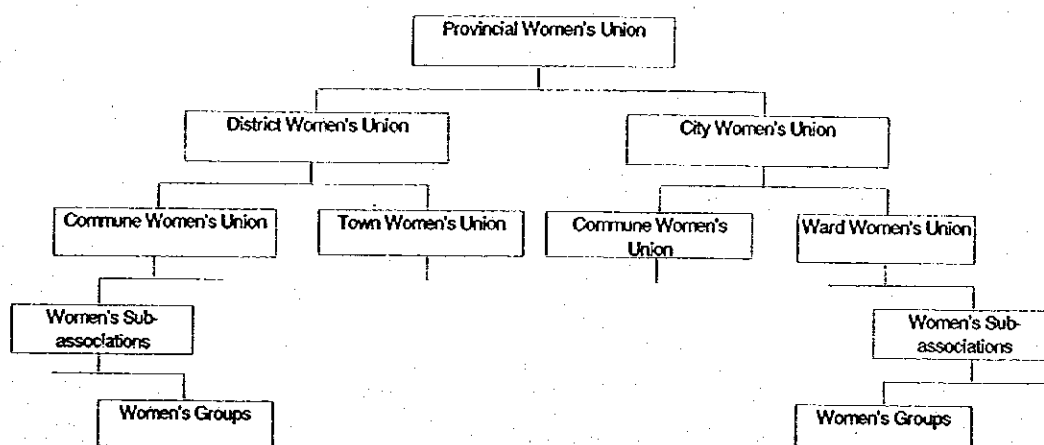 Provincial Women's Union
District Women's Union
City Women's Union
Commune Women's Union
Town Women's Union
Commune Women's
Union
Ward Women's Union
Women's Sub-
associations
Women's Sub-
associations
Women's Groups
Women's Groups